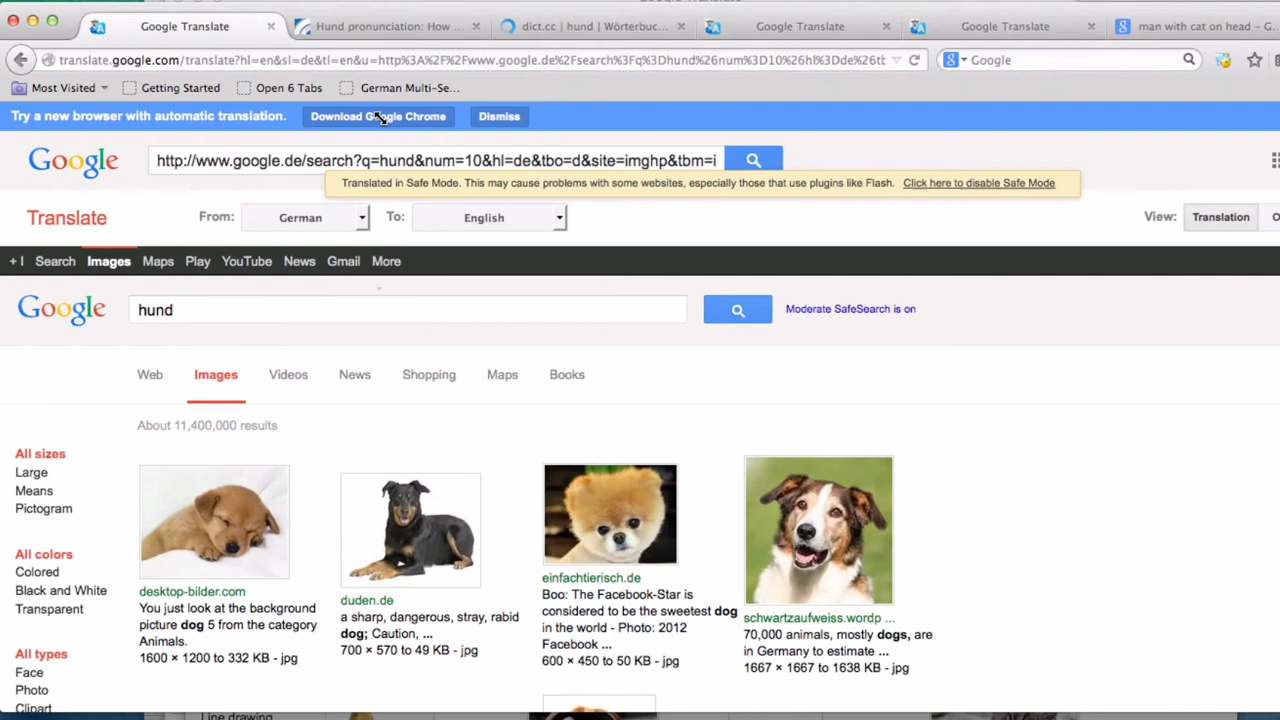 Google Translate
Hund pronunciation: How ...
dict.cc | hund | Wörterbuc...
Google Translate
Google Translate
man with cat on head – G...
translate.google.com/translate?hl=en&sl=de&tl=en&u=http%3A%2F%2Fwww.google.de%2Fsearch%3Fq%3Dhund%26num%3D10%26hl%3Dde%26tb
Google
Most Visited
Getting Started
Open 6 Tabs
German Multi-Se...
Try a new browser with automatic translation.
Download Google Chrome
Dismiss
Google
http://www.google.de/search?q=hund&num=10&hl=de&tbo=d&site=imghp&tbm=i
Translated in Safe Mode. This may cause problems with some websites, especially those that use plugins like Flash. Click here to disable Safe Mode
Translate
From:
German
To:
English
View:
Translation
+ I Search Images Maps Play YouTube News Gmail More
Google
hund
Moderate SafeSearch is on
Web Images Videos News Shopping Maps Books
About 11,400,000 results
All sizes
Large
Means
Pictogram
All colors
Colored
Black and White
Transparent
All types
Face
Photo
Clipart
desktop-bilder.com
You just look at the background
picture dog 5 from the category
Animals.
1600 × 1200 to 332 KB - jpg
duden.de
a sharp, dangerous, stray, rabid
dog; Caution, ...
700 × 570 to 49 KB - jpg
einfachtierisch.de
Boo: The Facebook-Star is
considered to be the sweetest dog
in the world - Photo: 2012
Facebook ...
600 × 450 to 50 KB - jpg
schwartzaufweiss.wordp ...
70,000 animals, mostly dogs, are
in Germany to estimate ...
1667 × 1667 to 1638 KB - jpg
Line drawing